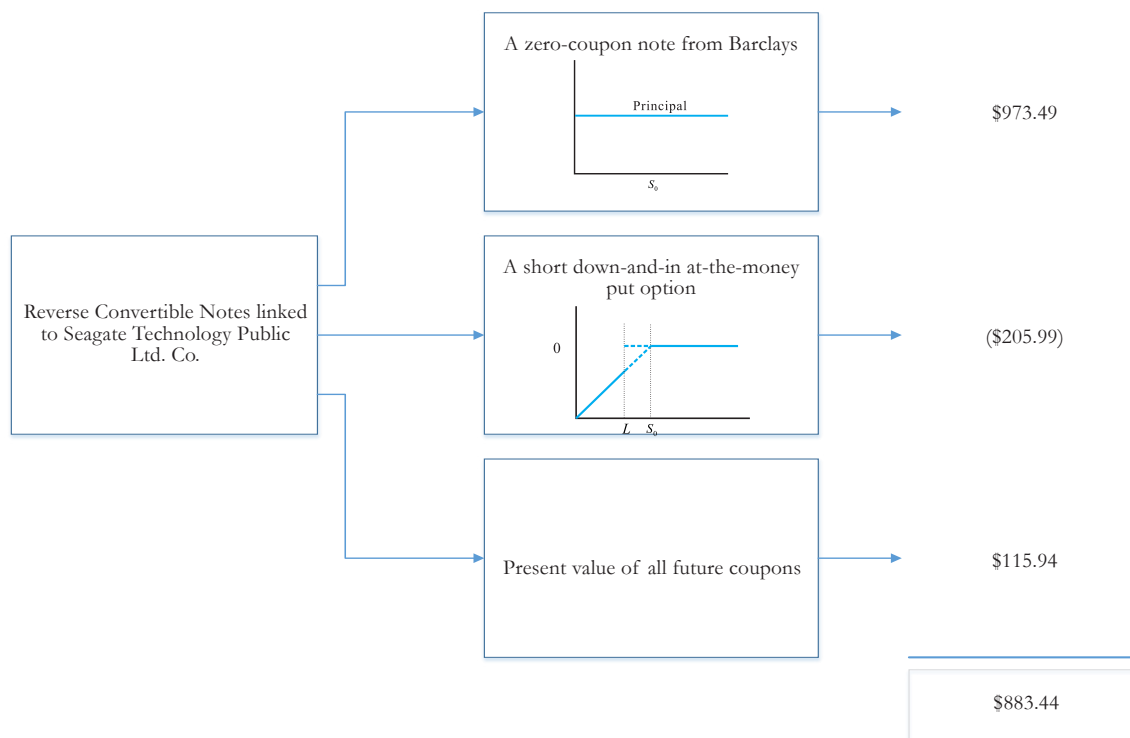 A zero-coupon note from Barclays
Principal
S₀
$973.49
Reverse Convertible Notes linked
to Seagate Technology Public
Ltd. Co.
A short down-and-in at-the-money
put option
0
L S₀
($205.99)
Present value of all future coupons
$115.94
$883.44